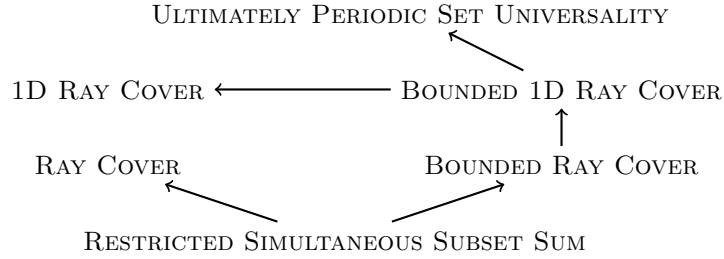 ULTIMATELY PERIODIC SET UNIVERSALITY
1D RAY COVER
BOUNDED 1D RAY COVER
RAY COVER
BOUNDED RAY COVER
RESTRICTED SIMULTANEOUS SUBSET SUM